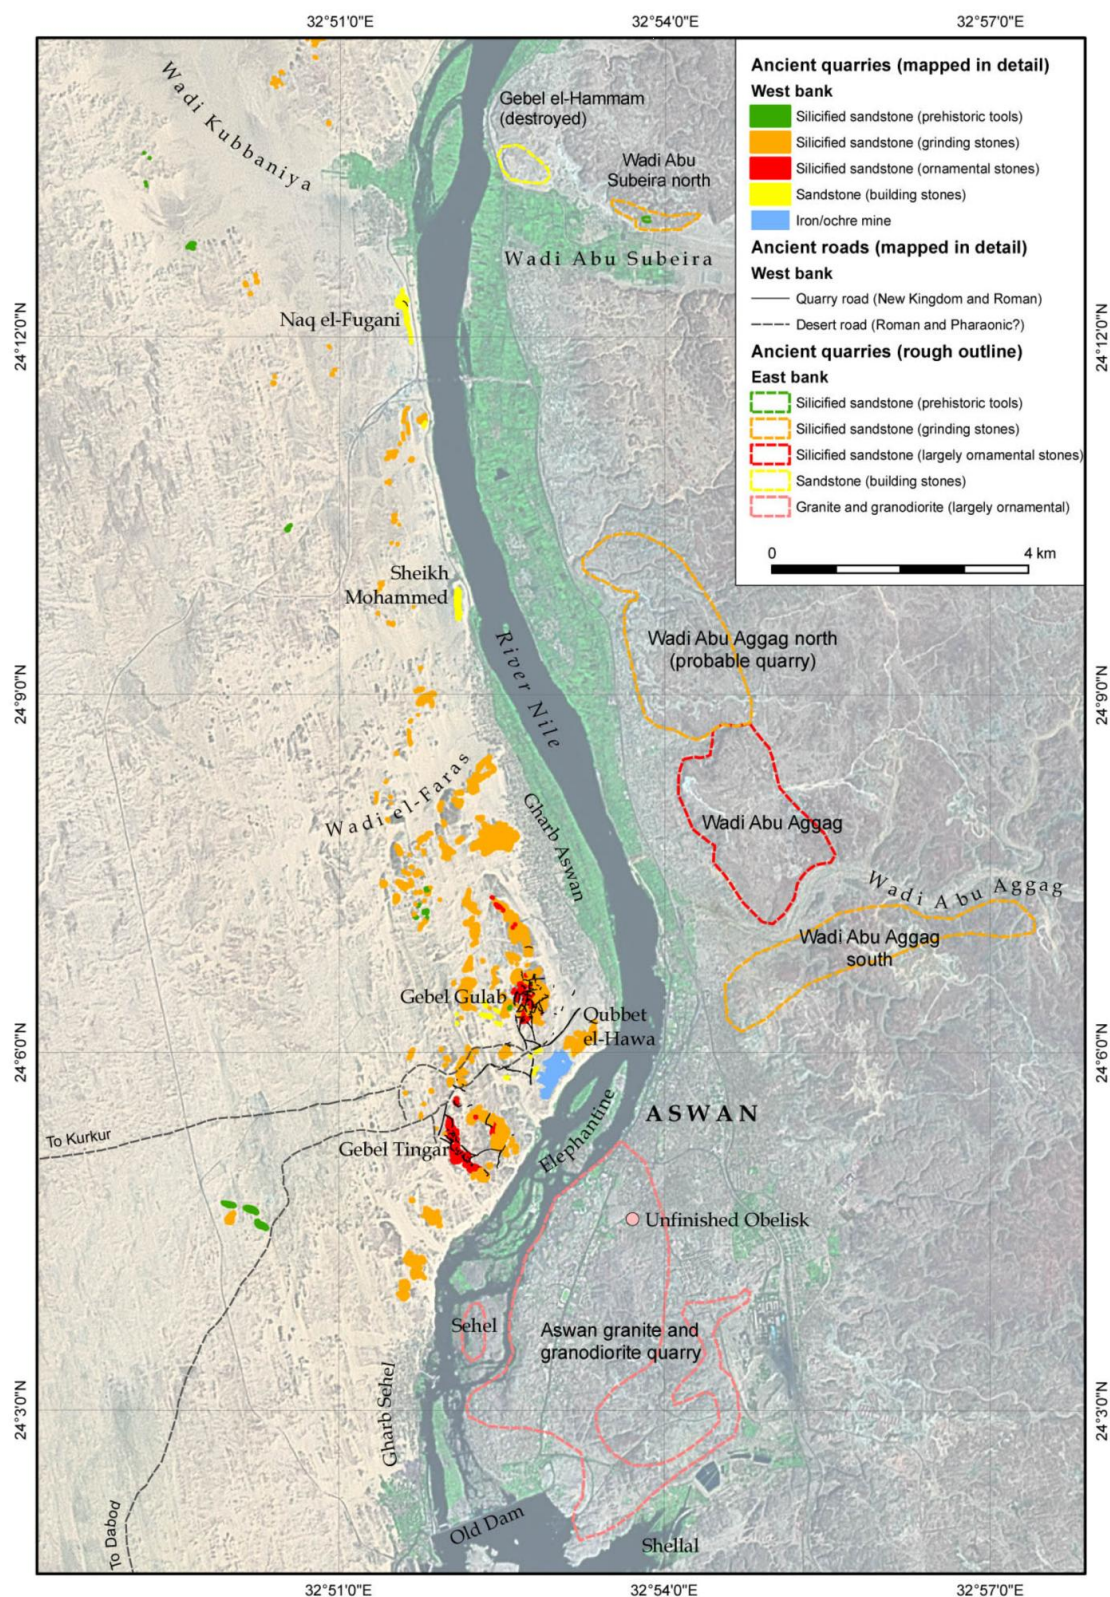 32°51'0"E
32°54'0"E
32°57'0"E
Ancient quarries (mapped in detail)
West bank
Silicified sandstone (prehistoric tools)
Silicified sandstone (grinding stones)
Silicified sandstone (ornamental stones)
Sandstone (building stones)
Iron/ochre mine
Ancient roads (mapped in detail)
West bank
Quarry road (New Kingdom and Roman)
Desert road (Roman and Pharaonic?)
Ancient quarries (rough outline)
East bank
Silicified sandstone (prehistoric tools)
Silicified sandstone (grinding stones)
Silicified sandstone (largely ornamental stones)
Sandstone (building stones)
Granite and granodiorite (largely ornamental)
0
4 km
Wadi Kubbaniya
Gebel el-Hammam
(destroyed)
Wadi Abu
Subeira north
Wadi Abu Subeira
Naq el-Fugani
24°12'0"N
24°12'0"N
Sheikh
Mohammed
River Nile
Wadi Abu Aggag north
(probable quarry)
24°9'0"N
24°9'0"N
Wadi el-Faras
Gharb Aswan
Wadi Abu Aggag
Wadi Abu Aggag
Wadi Abu Aggag
south
Gebel Gulab
Qubbet
el-Hawa
24°6'0"N
24°6'0"N
ASWAN
Elephantine
To Kurkur
Gebel Tingar
Unfinished Obelisk
Sehel
Aswan granite and
granodiorite quarry
Gharb Sehel
24°3'0"N
24°3'0"N
To Dabod
Old Dam
Shellal
32°51'0"E
32°54'0"E
32°57'0"E